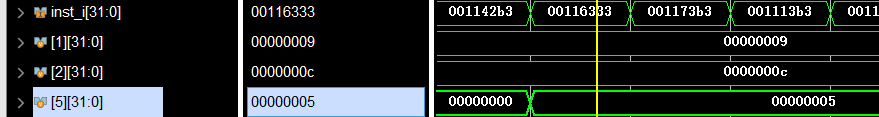 inst_i[31:0] 00116333 001142b3 00116333 001173b3 001113b3 0011
[1][31:0] 00000009 00000009
[2][31:0] 0000000c 0000000c
[5][31:0] 00000005 00000000 00000005